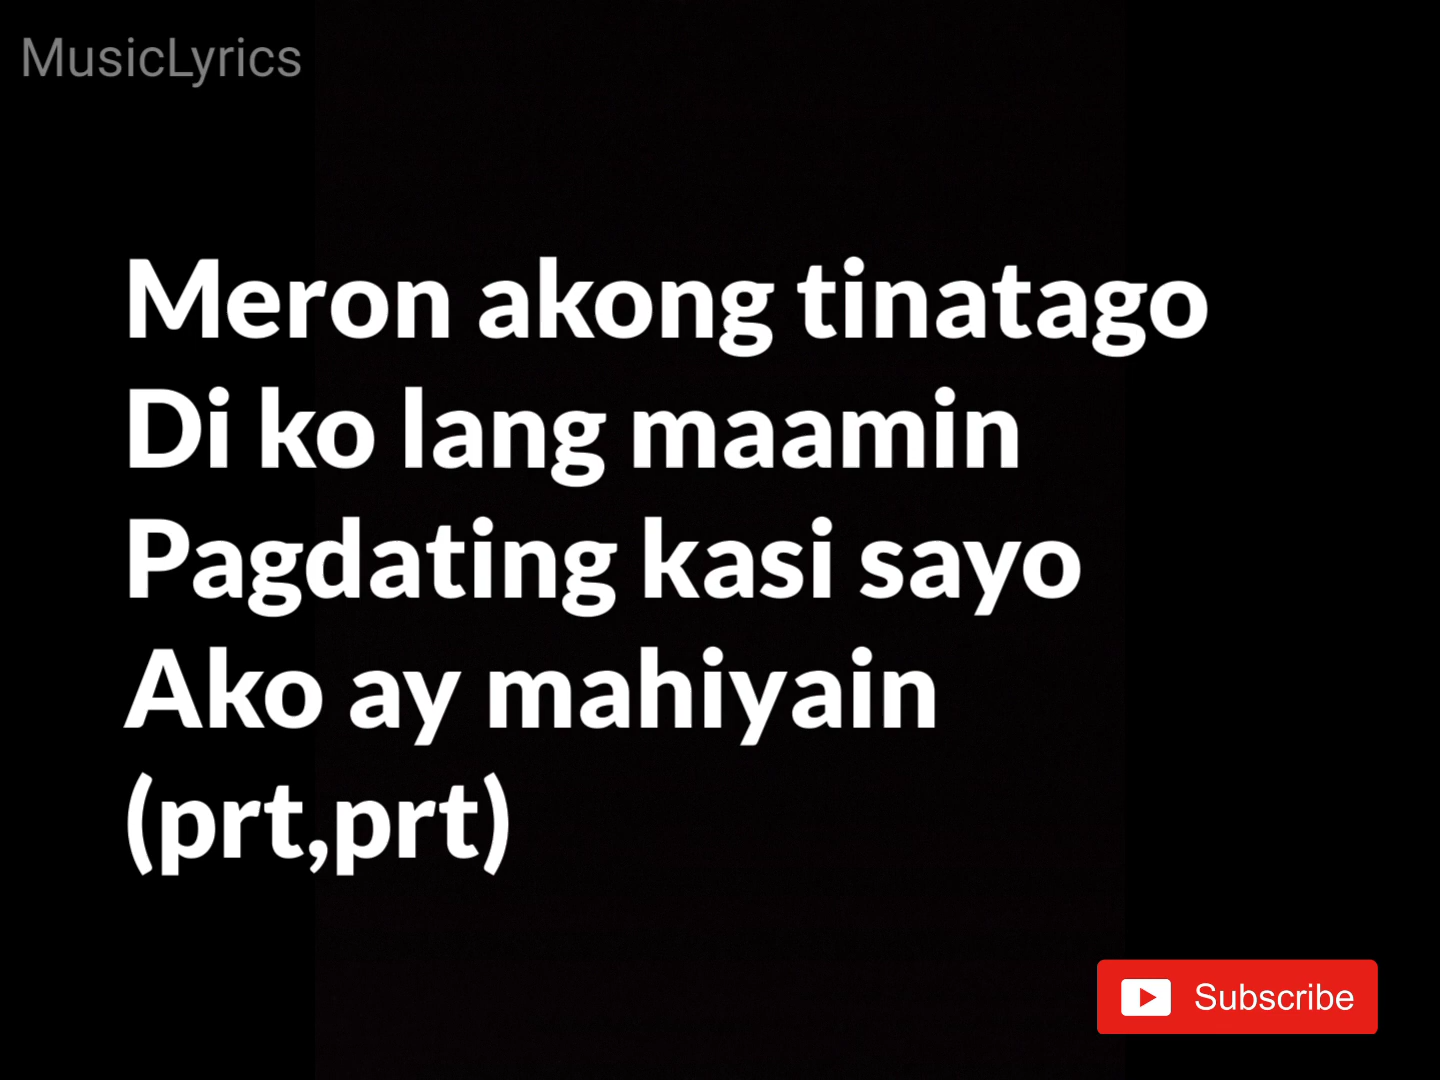 MusicLyrics
Meron akong tinatago
Di ko lang maamin
Pagdating kasi sayo
Ako ay mahiyain
(prt,prt)
Subscribe